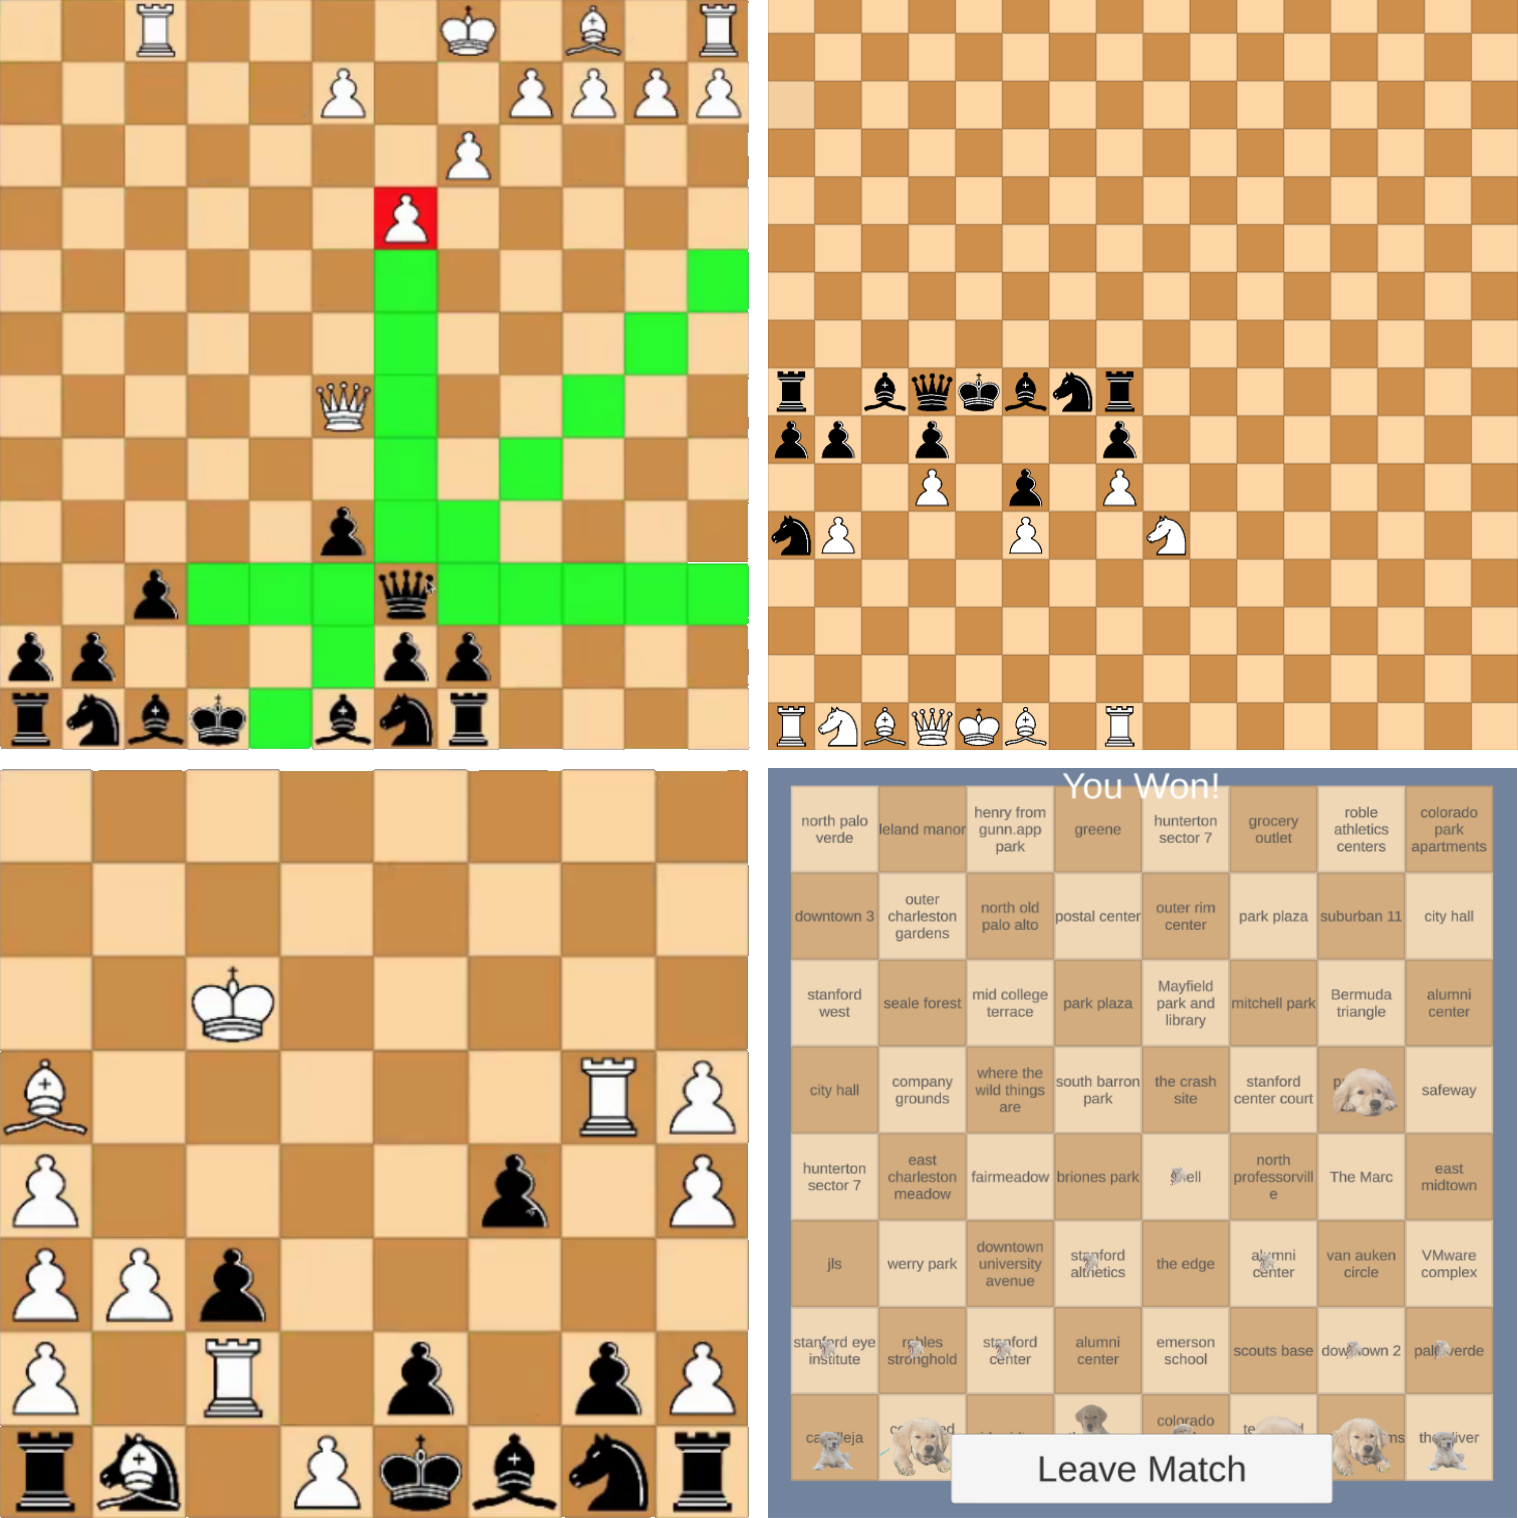 You Won!
north palo
verde
leland manor
henry from
gunn.app
park
greene
hunterton
sector 7
grocery
outlet
roble
athletics
centers
colorado
park
apartments
downtown 3
outer
charleston
gardens
north old
palo alto
postal center
outer rim
center
park plaza
suburban 11
city hall
stanford
west
seale forest
mid college
terrace
park plaza
Mayfield
park and
library
mitchell park
Bermuda
triangle
alumni
center
city hall
company
grounds
where the
wild things
are
south barron
park
the crash
site
stanford
center court
safeway
hunterton
sector 7
east
charleston
meadow
fairmeadow
briones park
north
professorvill
e
The Marc
east
midtown
jls
werry park
downtown
university
avenue
stanford
the edge
alumni
center
van auken
circle
VMware
complex
stanford eye
institute
robles
stronghold
stanford
center
alumni
center
emerson
school
scouts base
downtown 2
palo verde
colorado
Leave Match